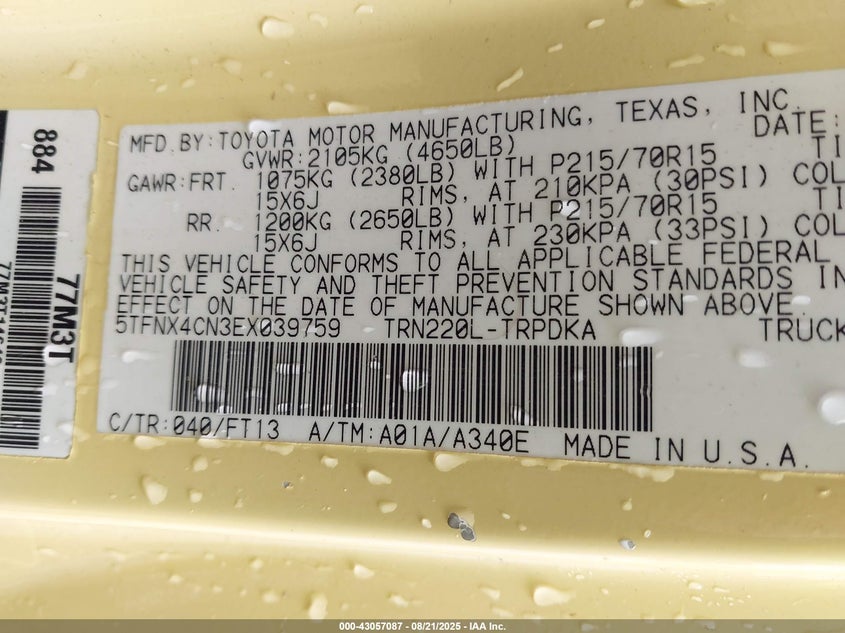 MFD.BY:TOYOTA MOTOR MANUFACTURING, TEXAS, INC.
DATE:
GVWR:2105KG (4650LB)
GAWR:FRT. 1075KG (2380LB) WITH P215/70R15 TI
15X6J RIMS, AT 210KPA (30PSI) COL
RR. 1200KG (2650LB) WITH P215/70R15 TI
15X6J RIMS, AT 230KPA (33PSI) COL
THIS VEHICLE CONFORMS TO ALL APPLICABLE FEDERAL
VEHICLE SAFETY AND THEFT PREVENTION STANDARDS IN
EFFECT ON THE DATE OF MANUFACTURE SHOWN ABOVE.
5TFNX4CN3EX039759 TRN220L-TRPDKA TRUCK
C/TR:040/FT13 A/TM:A01A/A340E MADE IN U.S.A.
884
77M3T
000-43057087 - 08/21/2025 - IAA Inc.